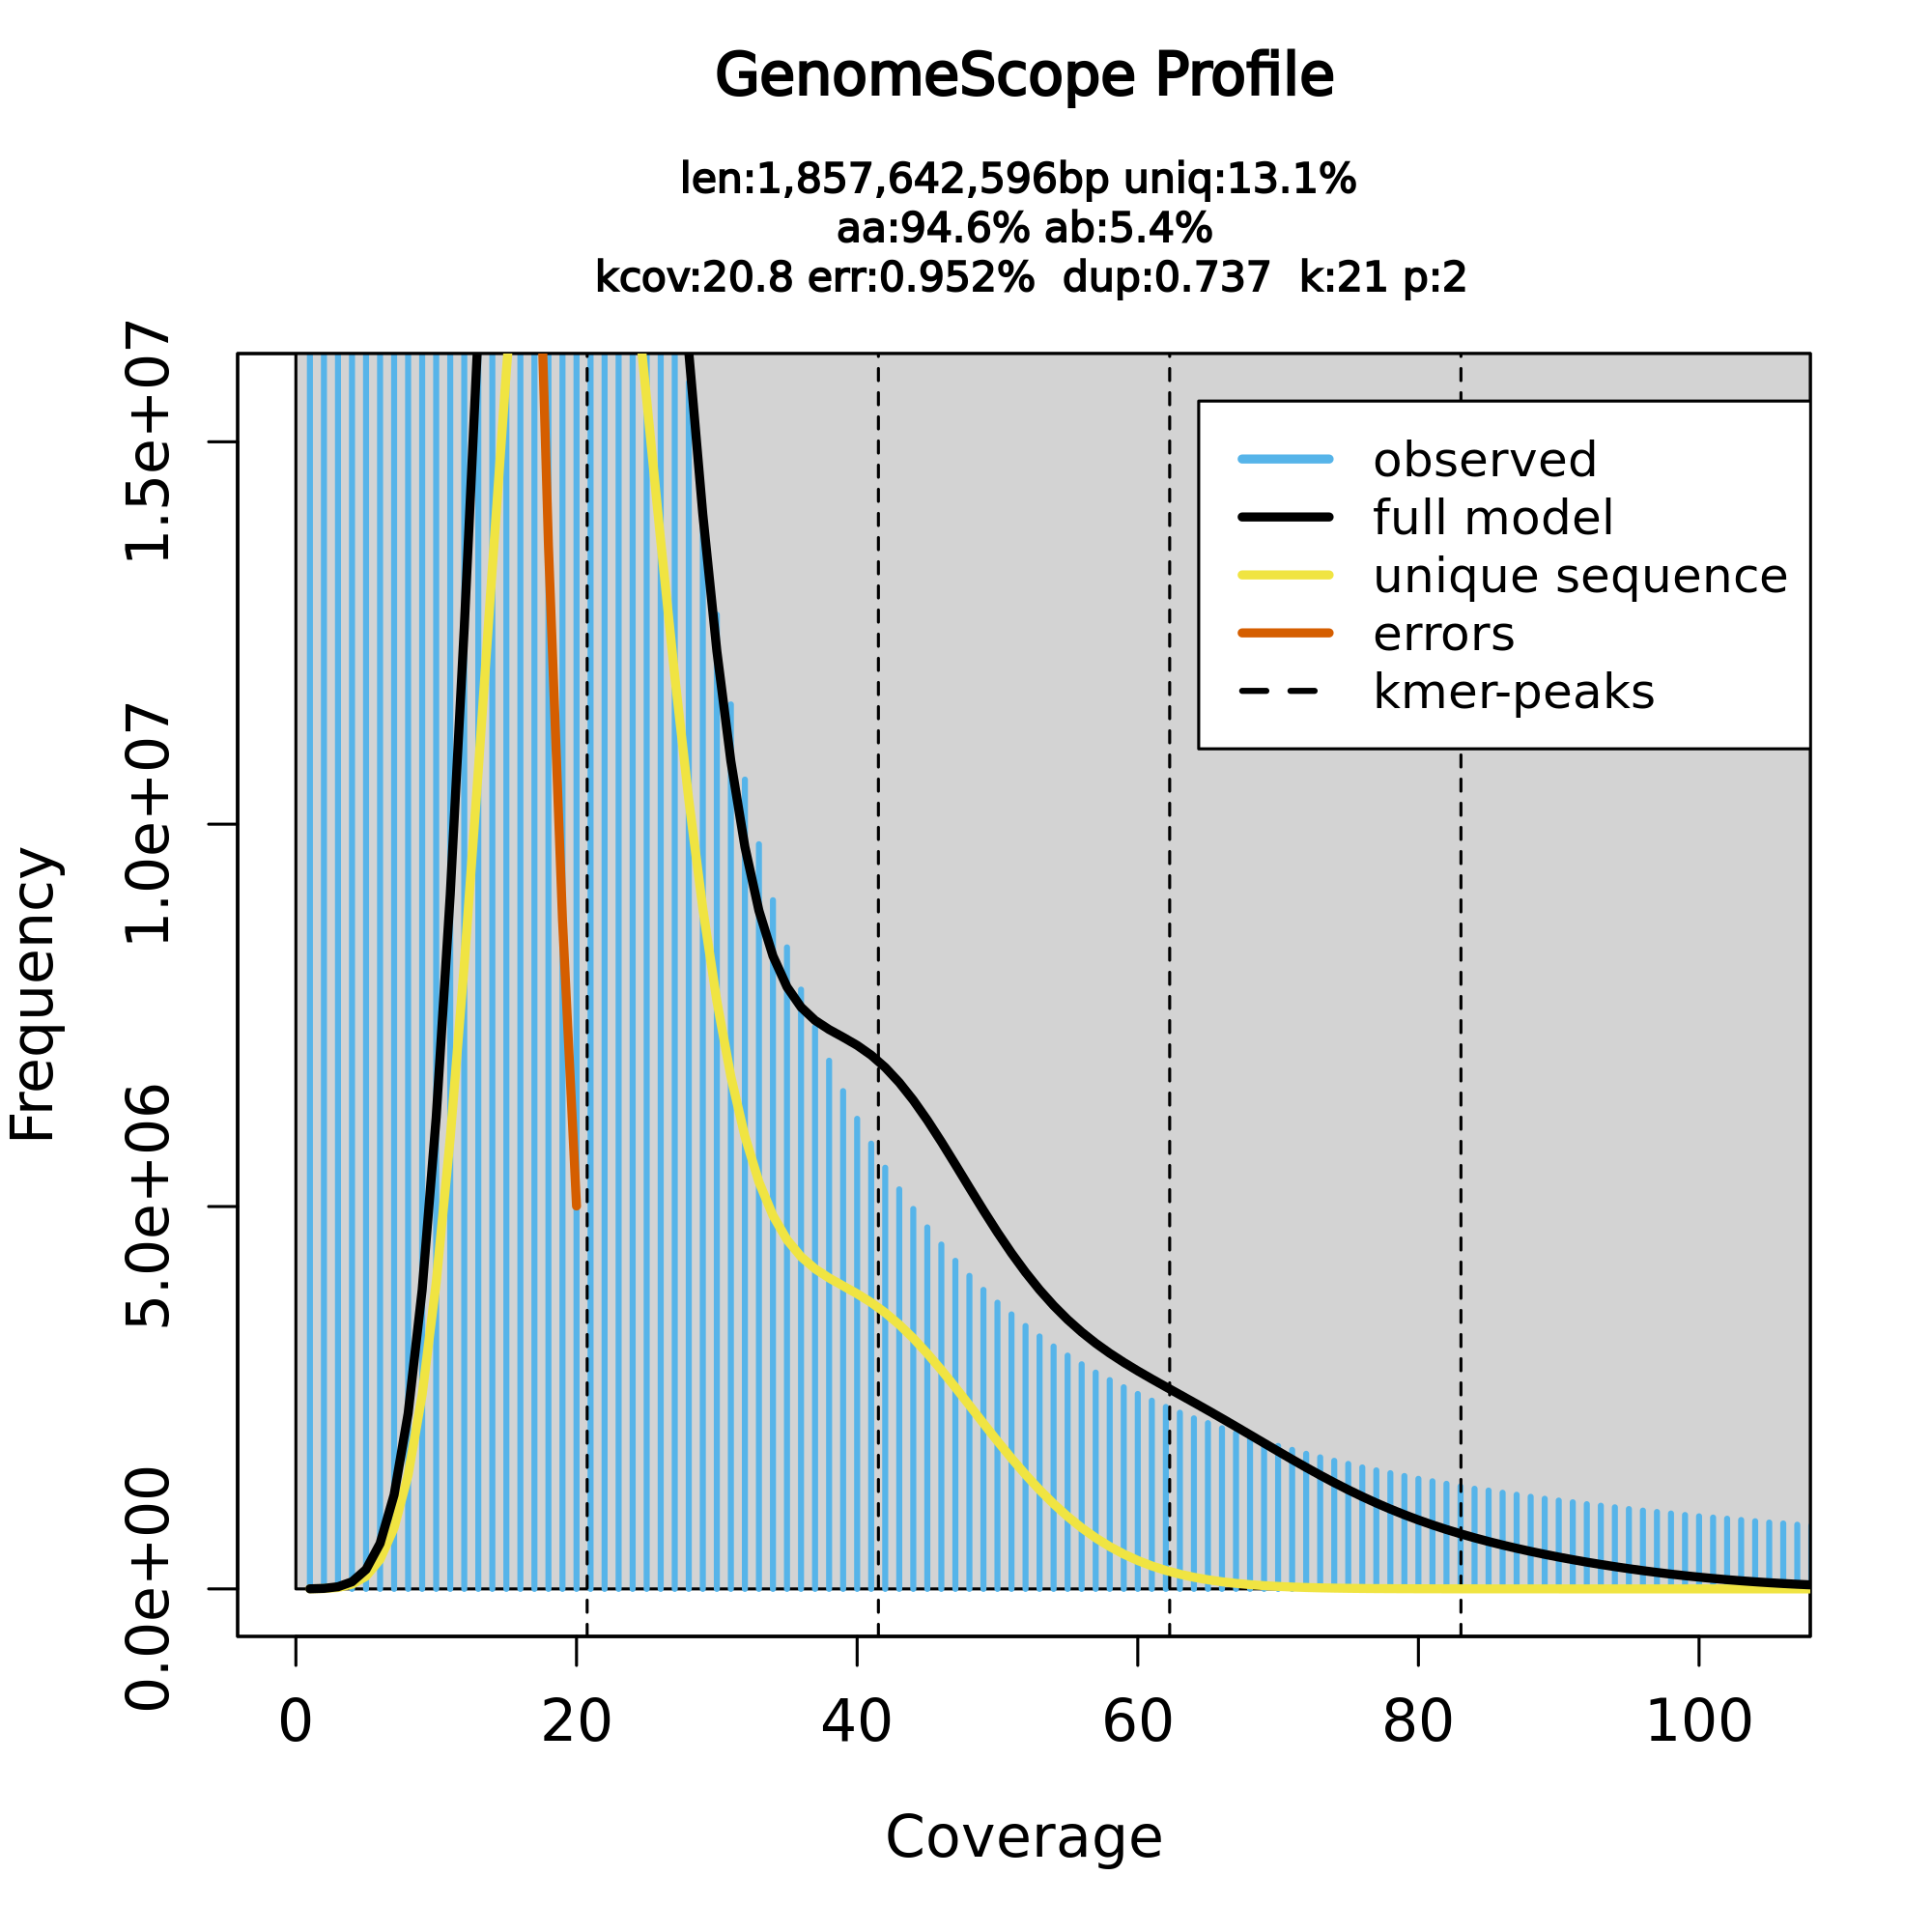 GenomeScope Profile
len:1,857,642,596bp uniq:13.1%
aa:94.6% ab:5.4%
kcov:20.8 err:0.952%  dup:0.737  k:21 p:2
observed
full model
unique sequence
errors
kmer-peaks
Frequency
1.5e+07
1.0e+07
5.0e+06
0.0e+00
0 20 40 60 80 100
Coverage